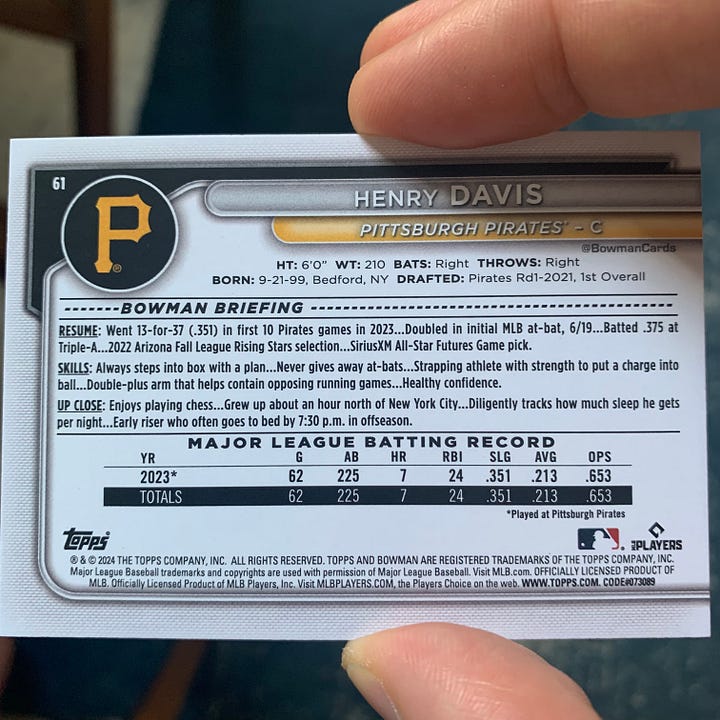 61
P
HENRY DAVIS
PITTSBURGH PIRATES® – C
@BowmanCards
HT: 6'0" WT: 210 BATS: Right THROWS: Right
BORN: 9-21-99, Bedford, NY DRAFTED: Pirates Rd1-2021, 1st Overall
BOWMAN BRIEFING
RESUME: Went 13-for-37 (.351) in first 10 Pirates games in 2023...Doubled in initial MLB at-bat, 6/19...Batted .375 at
Triple-A...2022 Arizona Fall League Rising Stars selection...SiriusXM All-Star Futures Game pick.
SKILLS: Always steps into box with a plan...Never gives away at-bats...Strapping athlete with strength to put a charge into
ball...Double-plus arm that helps contain opposing running games...Healthy confidence.
UP CLOSE: Enjoys playing chess...Grew up about an hour north of New York City...Diligently tracks how much sleep he gets
per night...Early riser who often goes to bed by 7:30 p.m. in offseason.
MAJOR LEAGUE BATTING RECORD
YR G AB HR RBI SLG AVG OPS
2023* 62 225 7 24 .351 .213 .653
TOTALS 62 225 7 24 .351 .213 .653
*Played at Pittsburgh Pirates
Topps
MLB PLAYERS
® & © 2024 THE TOPPS COMPANY, INC. ALL RIGHTS RESERVED. TOPPS AND BOWMAN ARE REGISTERED TRADEMARKS OF THE TOPPS COMPANY, INC.
Major League Baseball trademarks and copyrights are used with permission of Major League Baseball. Visit MLB.com. OFFICIALLY LICENSED PRODUCT OF
MLB. Officially Licensed Product of MLB Players, Inc. Visit MLBPLAYERS.COM, the Players Choice on the web. WWW.TOPPS.COM. CODE#073089